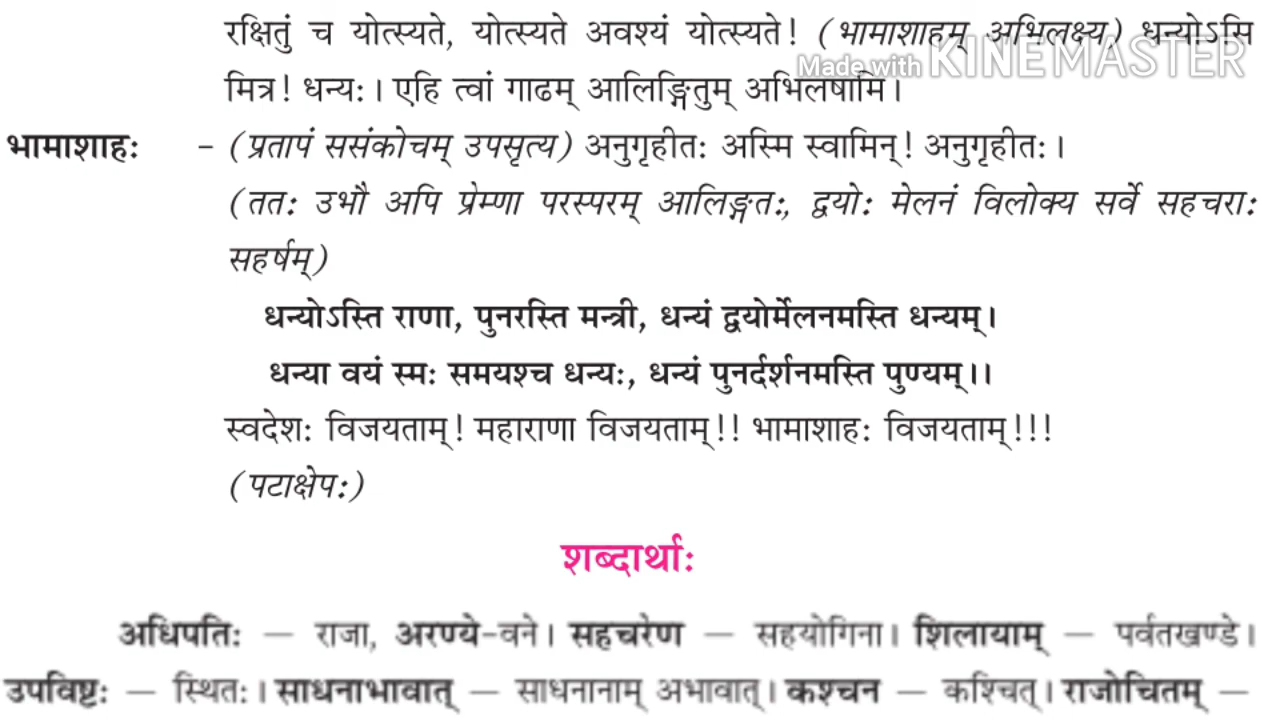 रक्षितुं च योत्स्यते, योत्स्यते अवश्यं योत्स्यते! (भामाशाहम् अभिलक्ष्य) धन्योऽसि
Made with KINEMASTER
मित्र! धन्यः। एहि त्वां गाढम् आलिङ्गितुम् अभिलषामि।
भामाशाहः – (प्रतापं ससंकोचम् उपसृत्य) अनुगृहीतः अस्मि स्वामिन्! अनुगृहीतः।
(ततः उभौ अपि प्रेम्णा परस्परम् आलिङ्गतः, द्वयोः मेलनं विलोक्य सर्वे सहचराः
सहर्षम्)
धन्योऽस्ति राणा, पुनरस्ति मन्त्री, धन्यं द्वयोर्मेलनमस्ति धन्यम्।
धन्या वयं स्मः समयश्च धन्यः, धन्यं पुनर्दर्शनमस्ति पुण्यम्।।
स्वदेशः विजयताम्! महाराणा विजयताम्!! भामाशाहः विजयताम्!!!
(पटाक्षेपः)
शब्दार्थाः
अधिपतिः — राजा, अरण्ये-वने। सहचरेण — सहयोगिना। शिलायाम् — पर्वतखण्डे।
उपविष्टः — स्थितः। साधनाभावात् — साधनानाम् अभावात्। कश्चन — कश्चित्। राजोचितम् —